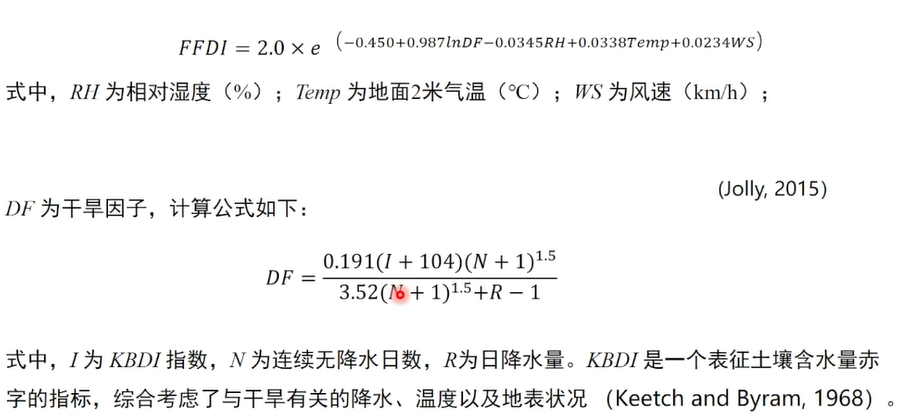 FFDI = 2.0 × e^(−0.450+0.987lnDF−0.0345RH+0.0338Temp+0.0234WS)
式中，RH 为相对湿度（%）；Temp 为地面2米气温（℃）；WS 为风速（km/h）；
(Jolly, 2015)
DF 为干旱因子，计算公式如下：
DF = 0.191(I + 104)(N + 1)^1.5 / 3.52(N + 1)^1.5+R − 1
式中，I 为 KBDI 指数，N 为连续无降水日数，R为日降水量。KBDI 是一个表征土壤含水量赤
字的指标，综合考虑了与干旱有关的降水、温度以及地表状况 （Keetch and Byram, 1968）。